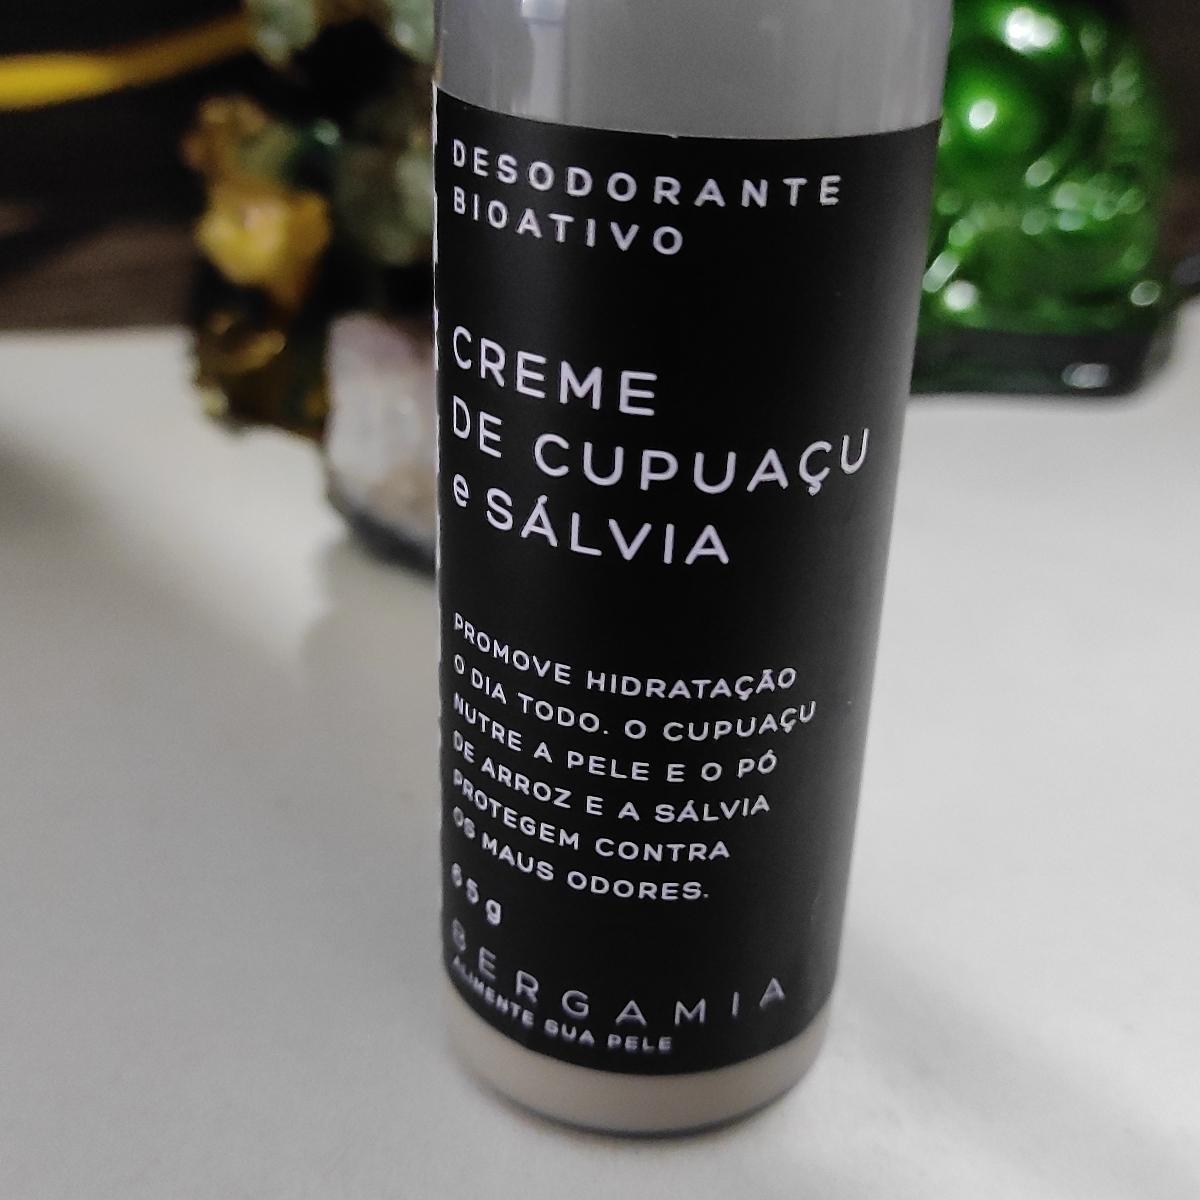 DESODORANTE
BIOATIVO
CREME
DE CUPUAÇU
e SÁLVIA
PROMOVE HIDRATAÇÃO
O DIA TODO. O CUPUAÇU
NUTRE A PELE E O PÓ
DE ARROZ E A SÁLVIA
PROTEGEM CONTRA
OS MAUS ODORES.
65 g
BERGAMIA
ALIMENTE SUA PELE